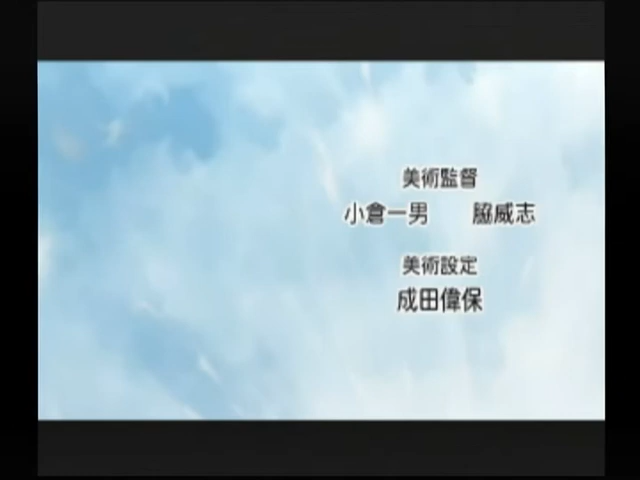 美術監督
小倉一男 脇威志
美術設定
成田偉保